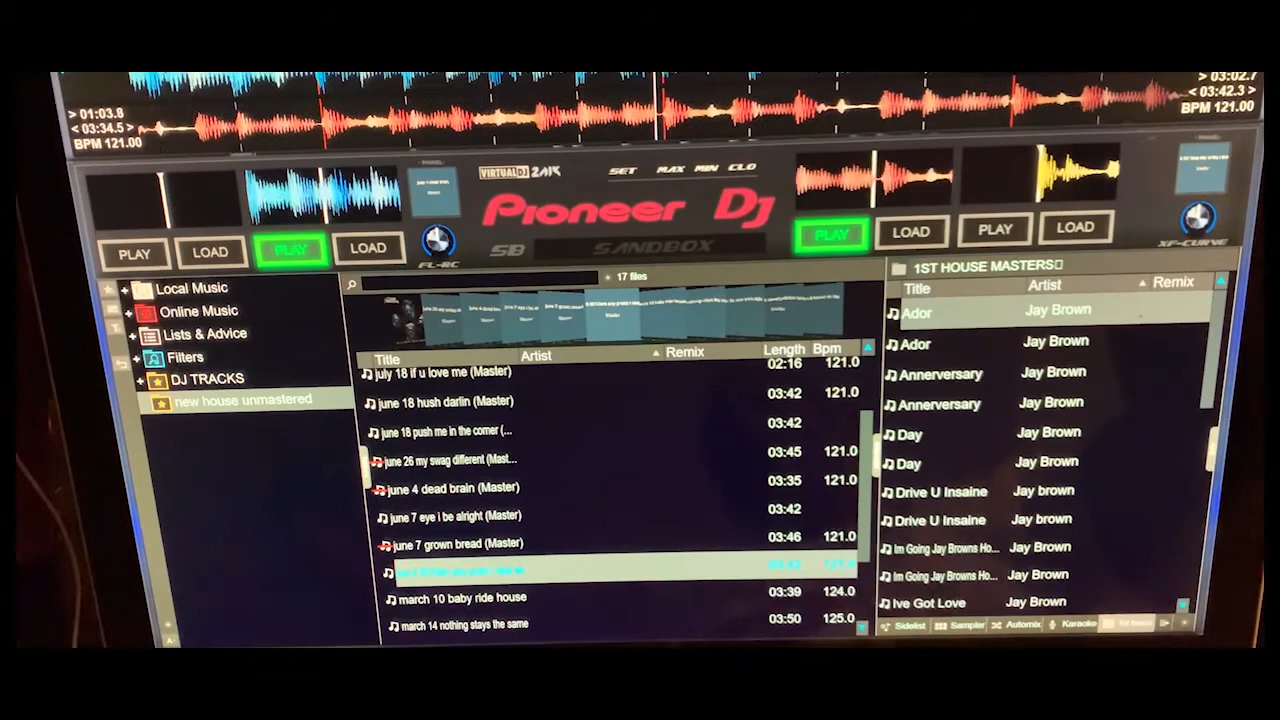 > 01:03.8
< 03:34.5 >
BPM 121.00
> 03:02.7
< 03:42.3 >
BPM 121.00
VIRTUALDJ 2K15
SET MAX MIN CLO
Pioneer DJ
SB SANDBOX
PLAY LOAD PLAY LOAD
FL-RC
PLAY LOAD PLAY LOAD
XF-CURVE
Local Music
Online Music
Lists & Advice
Filters
DJ TRACKS
new house unmastered
17 files
Title Artist Remix Length Bpm
july 18 if u love me (Master) 02:16 121.0
june 18 hush darlin (Master) 03:42 121.0
june 18 push me in the corner (... 03:42
june 26 my swag different (Mast... 03:45 121.0
june 4 dead brain (Master) 03:35 121.0
june 7 eye i be alright (Master) 03:42
june 7 grown bread (Master) 03:46 121.0
03:42 121.0
march 10 baby ride house 03:39 124.0
march 14 nothing stays the same 03:50 125.0
1ST HOUSE MASTERS
Title Artist Remix
Ador Jay Brown
Ador Jay Brown
Annerversary Jay Brown
Annerversary Jay Brown
Day Jay Brown
Day Jay Brown
Drive U Insaine Jay brown
Drive U Insaine Jay brown
Im Going Jay Browns Ho... Jay Brown
Im Going Jay Browns Ho... Jay Brown
Ive Got Love Jay Brown
Sidelist Sampler Automix Karaoke